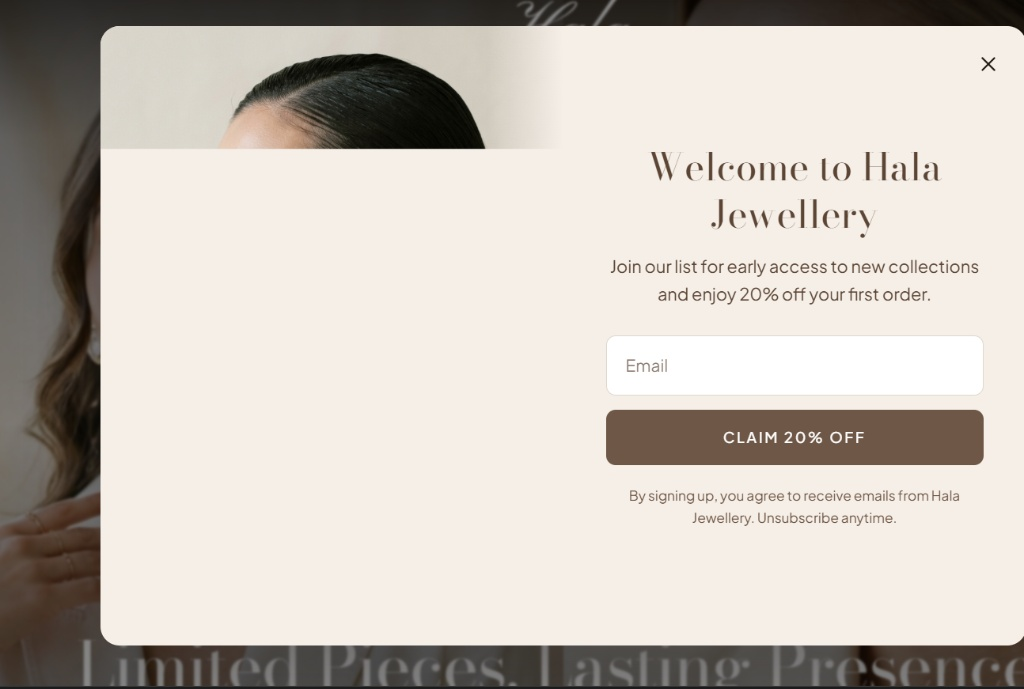 Hala
Welcome to Hala
Jewellery
Join our list for early access to new collections
and enjoy 20% off your first order.
Email
CLAIM 20% OFF
By signing up, you agree to receive emails from Hala
Jewellery. Unsubscribe anytime.
Limited Pieces. Lasting Presence